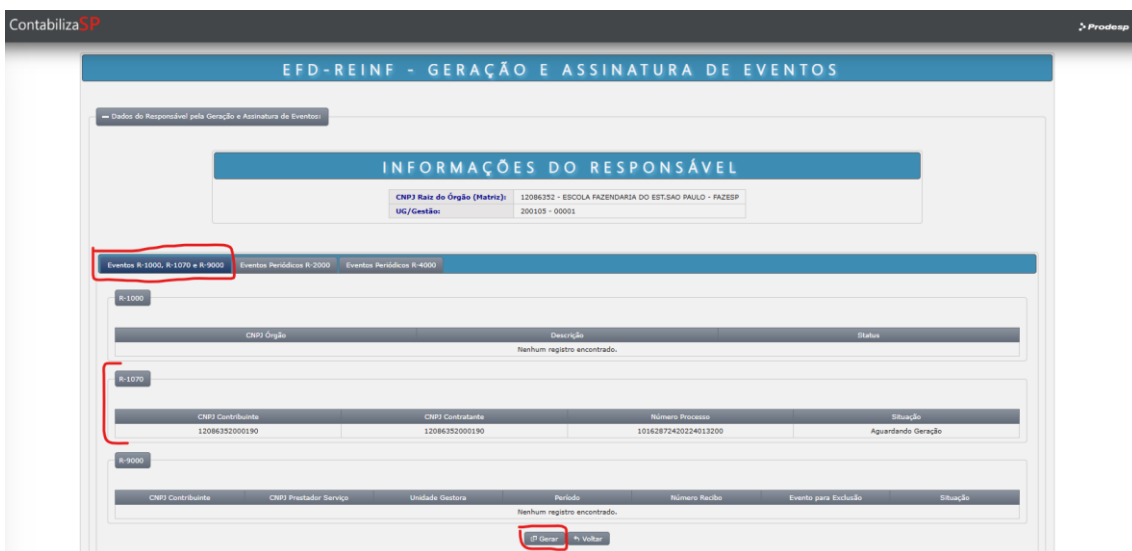 ContabilizaSP
Prodesp
EFD-REINF - GERAÇÃO E ASSINATURA DE EVENTOS
Dados do Responsável pela Geração e Assinatura de Eventos:
INFORMAÇÕES DO RESPONSÁVEL
CNPJ Raiz do Órgão (Matriz): 12086352 - ESCOLA FAZENDARIA DO EST.SAO PAULO - FAZESP
UG/Gestão: 200105 - 00001
Eventos R-1000, R-1070 e R-9000 Eventos Periódicos R-2000 Eventos Periódicos R-4000
R-1000
CNPJ Órgão Descrição Status
Nenhum registro encontrado.
R-1070
CNPJ Contribuinte CNPJ Contratante Número Processo Situação
12086352000190 12086352000190 10162872420224013200 Aguardando Geração
R-9000
CNPJ Contribuinte CNPJ Prestador Serviço Unidade Gestora Período Número Recibo Evento para Exclusão Situação
Nenhum registro encontrado.
Gerar Voltar